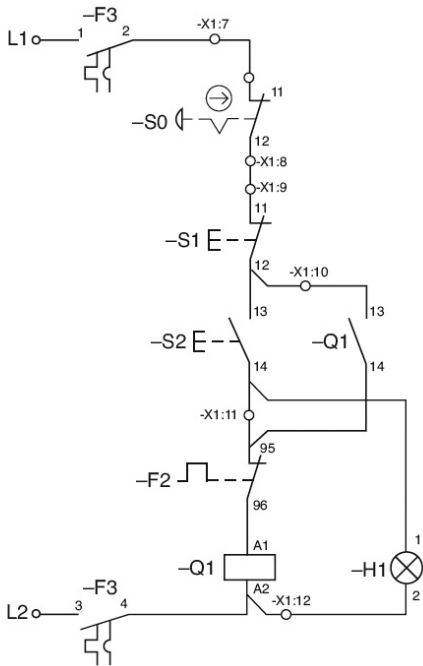 –F3
L1 1 2 -X1:7
11
–S0
12
-X1:8
-X1:9
11
–S1
12 -X1:10
13 13
–S2 –Q1
14 14
-X1:11
95
–F2
96
A1 1
–Q1 –H1
A2 2
–F3 -X1:12
L2 3 4